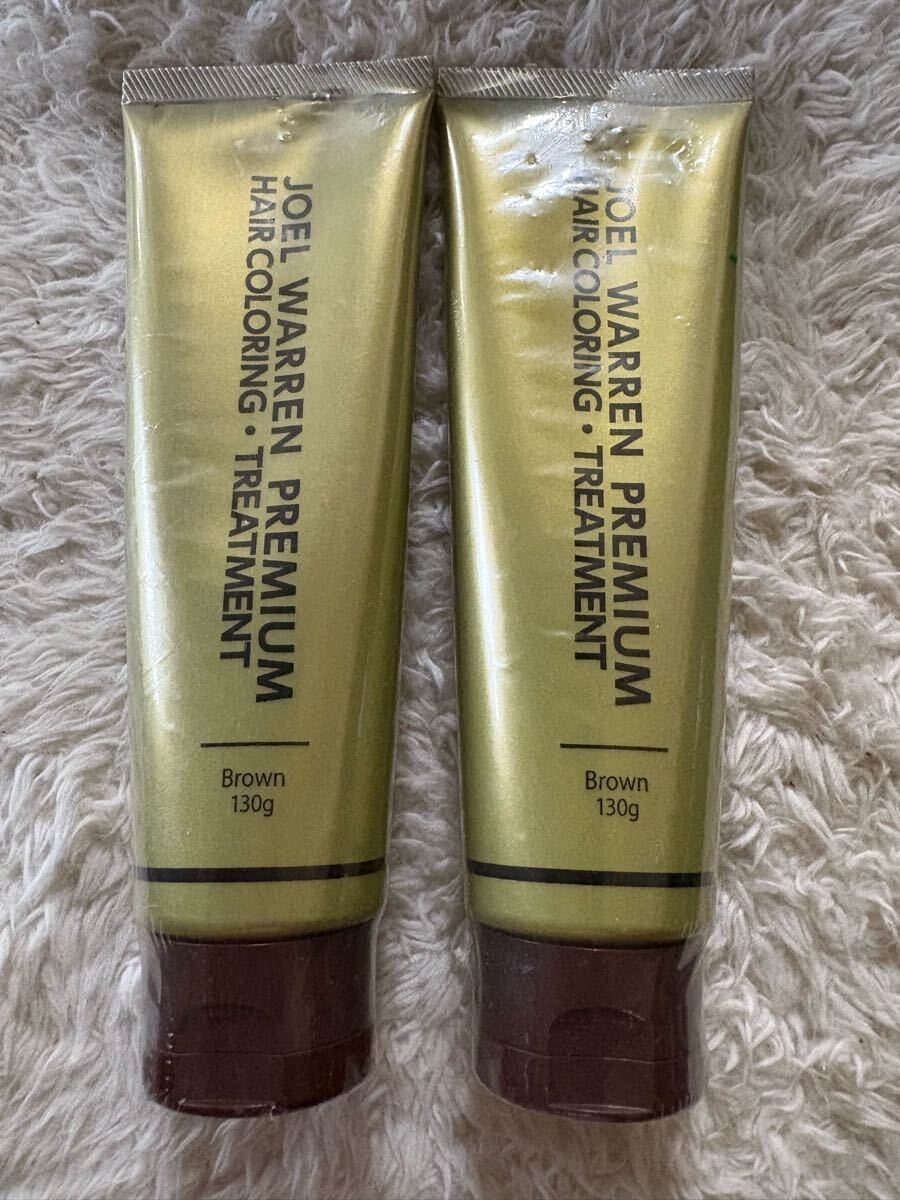 JOEL WARREN PREMIUM
HAIR COLORING・TREATMENT
Brown
130g
JOEL WARREN PREMIUM
HAIR COLORING・TREATMENT
Brown
130g